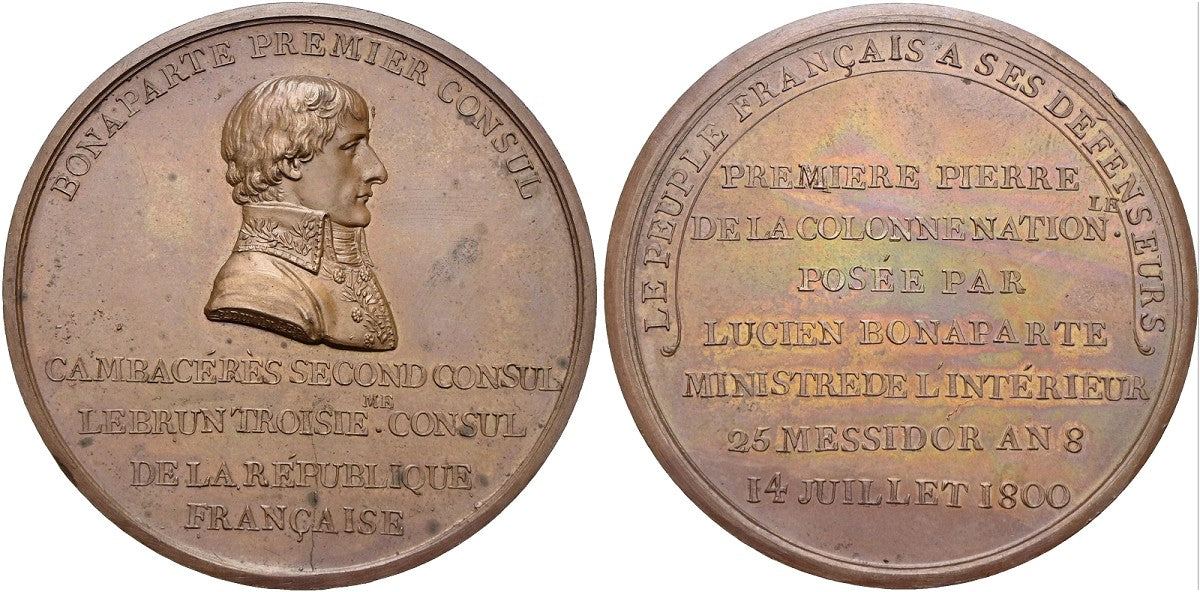 BONAPARTE PREMIER CONSUL
CAMBACÉRÈS SECOND CONSUL
LEBRUN TROISIE.ME CONSUL
DE LA RÉPUBLIQUE
FRANÇAISE
LE PEUPLE FRANÇAIS A SES DEFENSEURS
PREMIERE PIERRE
DE LA COLONNE NATION.LE
POSÉE PAR
LUCIEN BONAPARTE
MINISTRE DE L'INTÉRIEUR
25 MESSIDOR AN 8
14 JUILLET 1800